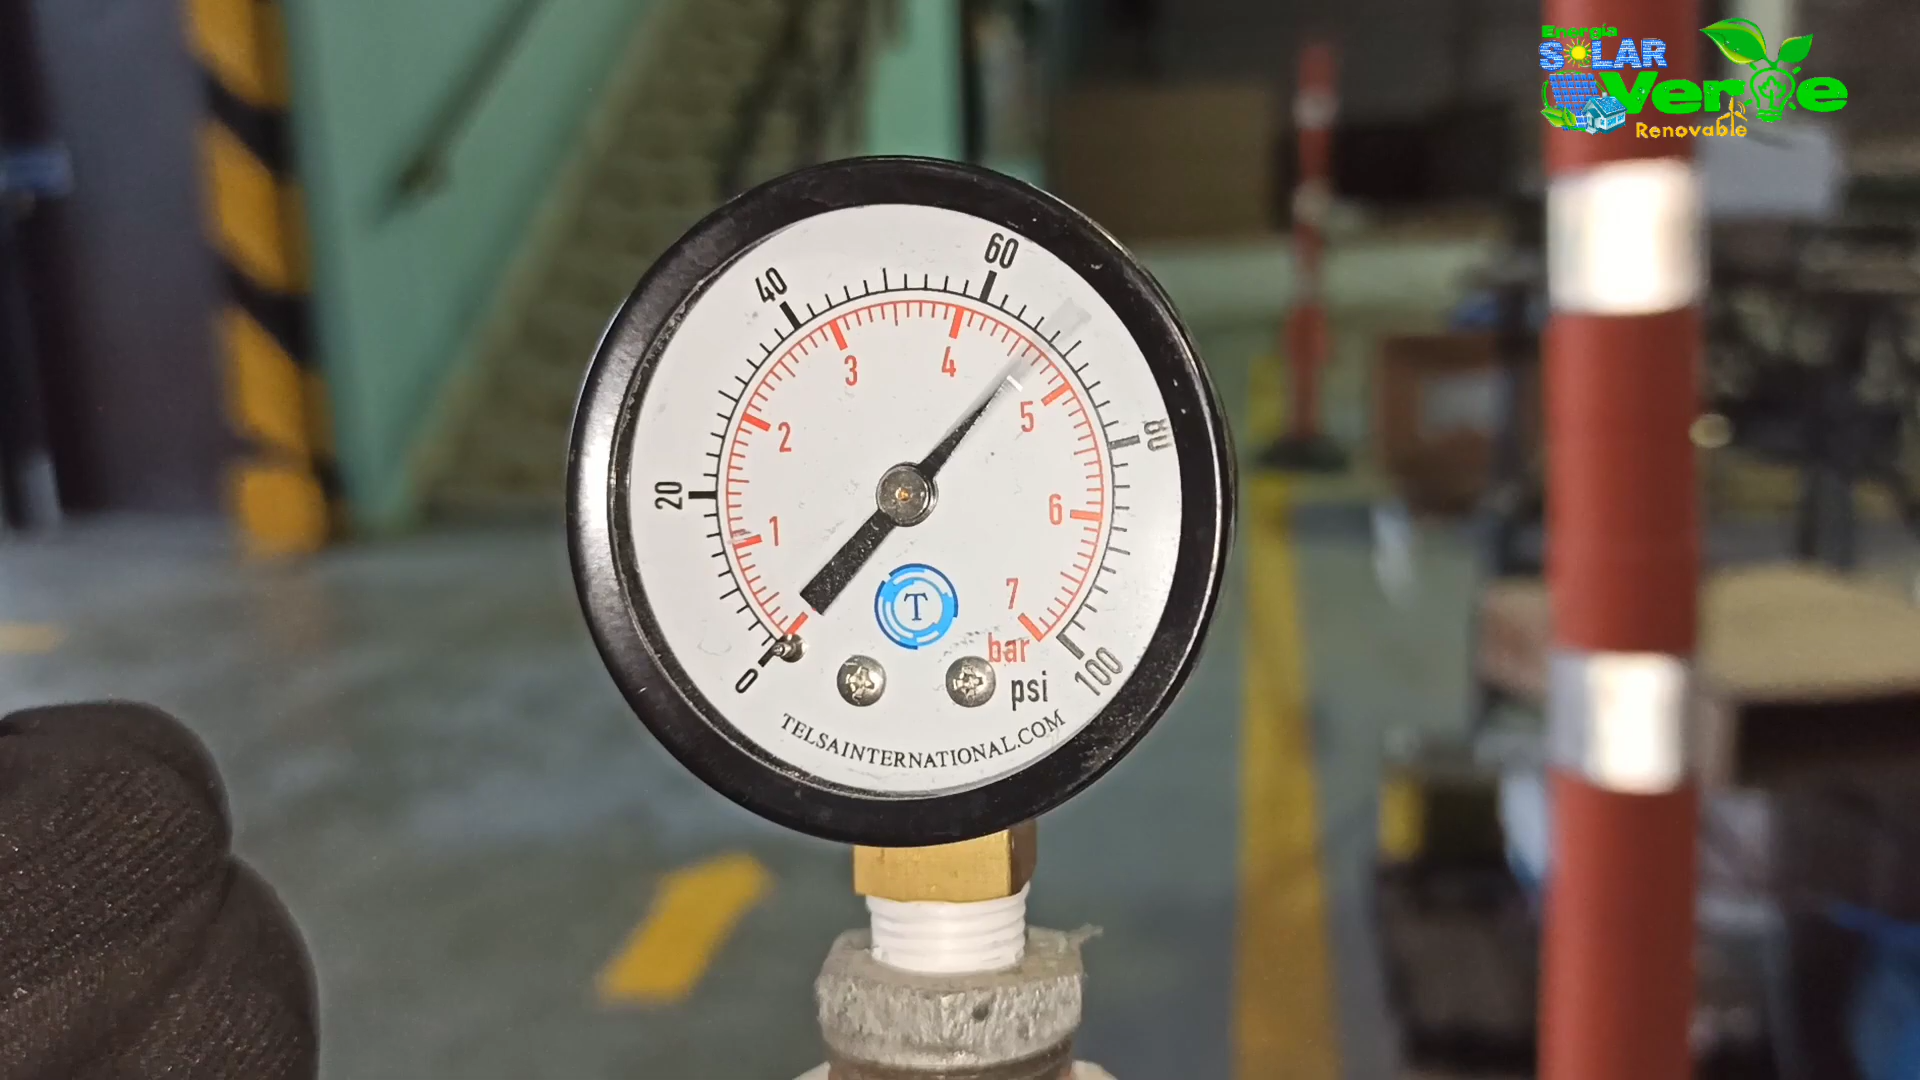 Energía
SOLAR
Verde
Renovable
60
40
80
20
0
100
3
4
2
5
1
6
7
bar
psi
T
TELSAINTERNATIONAL.COM